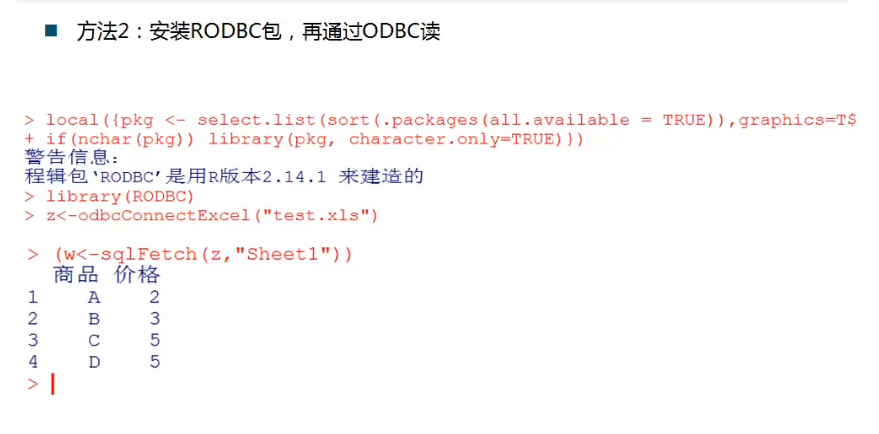 方法2：安装RODBC包，再通过ODBC读
> local({pkg <- select.list(sort(.packages(all.available = TRUE)),graphics=T$
+ if(nchar(pkg)) library(pkg, character.only=TRUE)})
警告信息：
程辑包‘RODBC’是用R版本2.14.1 来建造的
> library(RODBC)
> z<-odbcConnectExcel("test.xls")
> (w<-sqlFetch(z,"Sheet1"))
商品 价格
1 A 2
2 B 3
3 C 5
4 D 5
>